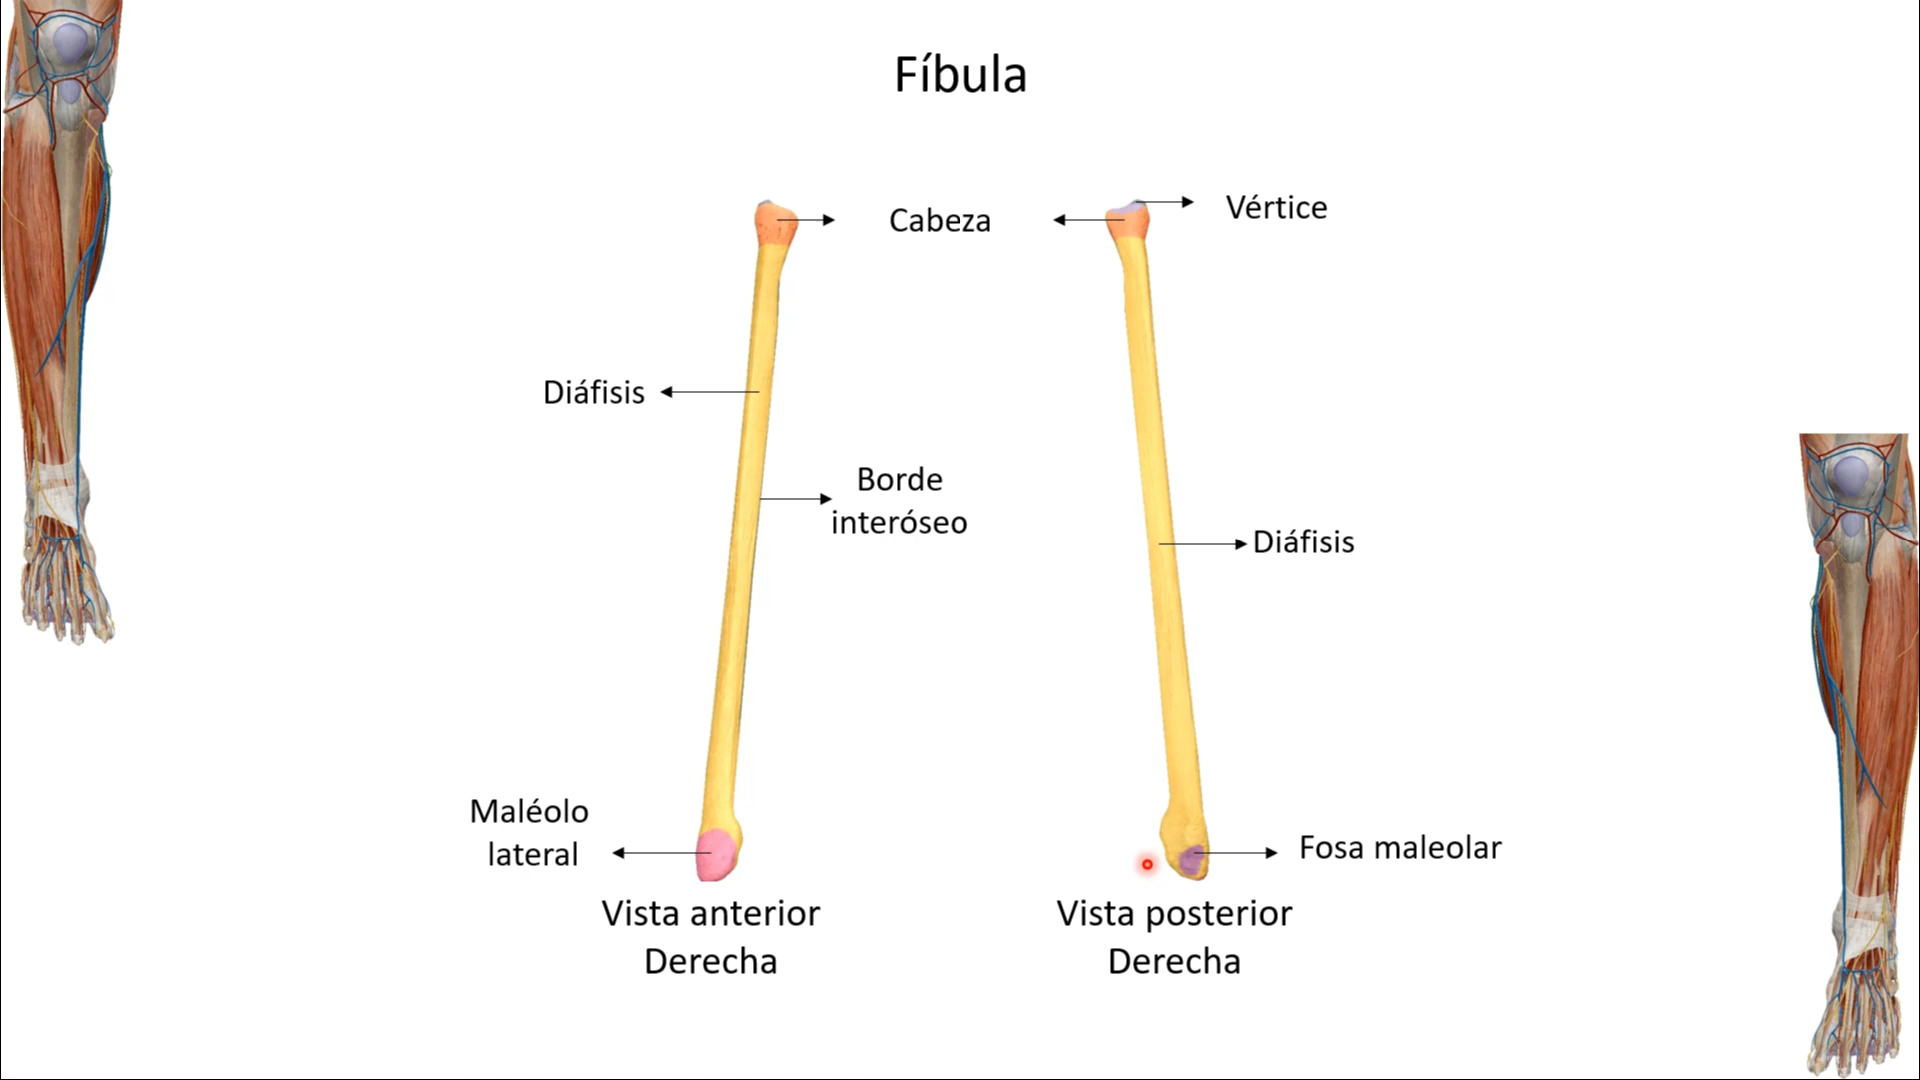 Fíbula
Cabeza
Vértice
Diáfisis
Borde
interóseo
Diáfisis
Maléolo
lateral
Fosa maleolar
Vista anterior
Derecha
Vista posterior
Derecha